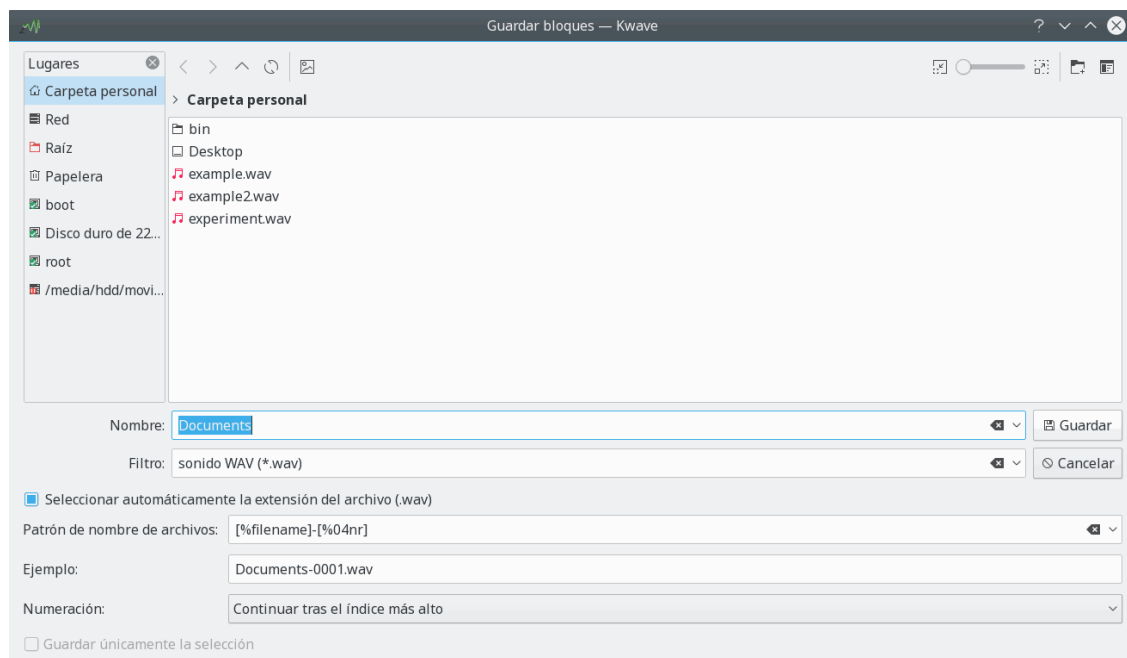 Guardar bloques — Kwave
Lugares
Carpeta personal
Red
Raíz
Papelera
boot
Disco duro de 22...
root
/media/hdd/movi...
> Carpeta personal
bin
Desktop
example.wav
example2.wav
experiment.wav
Nombre: Documents
Guardar
Filtro: sonido WAV (*.wav)
Cancelar
Seleccionar automáticamente la extensión del archivo (.wav)
Patrón de nombre de archivos: [%filename]-[%04nr]
Ejemplo: Documents-0001.wav
Numeración: Continuar tras el índice más alto
Guardar únicamente la selección